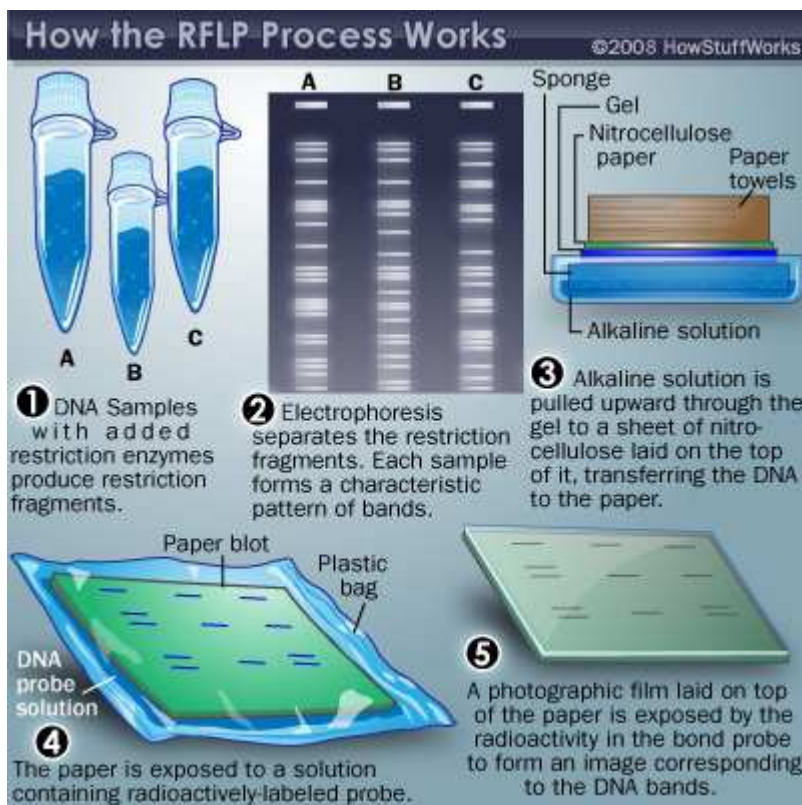 How the RFLP Process Works
©2008 HowStuffWorks
A
B
C
A B C
1 DNA Samples
with added
restriction enzymes
produce restriction
fragments.
2 Electrophoresis
separates the restriction
fragments. Each sample
forms a characteristic
pattern of bands.
Sponge
Gel
Nitrocellulose
paper
Paper
towels
Alkaline solution
3 Alkaline solution is
pulled upward through the
gel to a sheet of nitro-
cellulose laid on the top
of it, transferring the DNA
to the paper.
Paper blot
Plastic
bag
DNA
probe
solution
4
The paper is exposed to a solution
containing radioactively-labeled probe.
5
A photographic film laid on top
of the paper is exposed by the
radioactivity in the bond probe
to form an image corresponding
to the DNA bands.